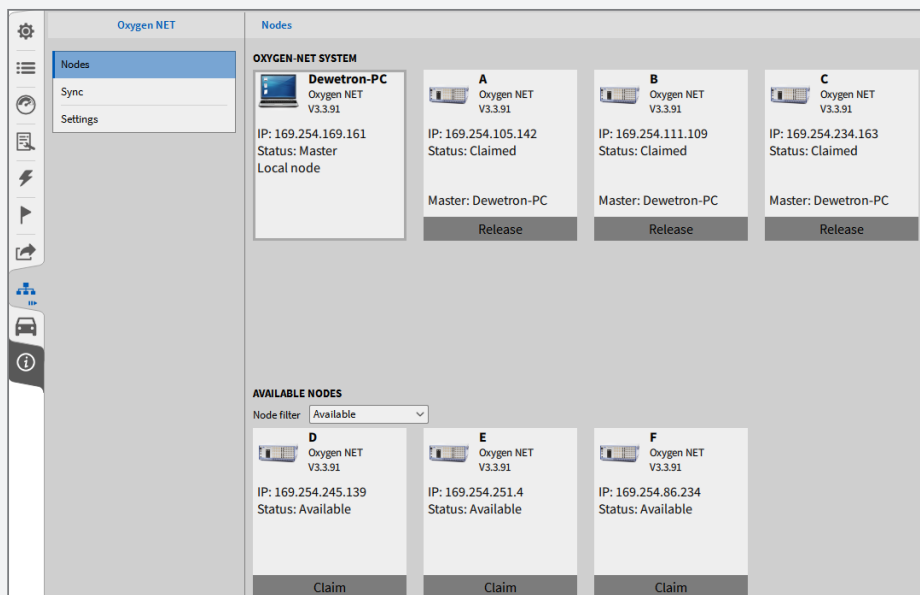 Oxygen NET
Nodes
Nodes
Sync
Settings
OXYGEN-NET SYSTEM
Dewetron-PC
Oxygen NET
V3.3.91
IP: 169.254.169.161
Status: Master
Local node
A
Oxygen NET
V3.3.91
IP: 169.254.105.142
Status: Claimed
Master: Dewetron-PC
Release
B
Oxygen NET
V3.3.91
IP: 169.254.111.109
Status: Claimed
Master: Dewetron-PC
Release
C
Oxygen NET
V3.3.91
IP: 169.254.234.163
Status: Claimed
Master: Dewetron-PC
Release
AVAILABLE NODES
Node filter Available
D
Oxygen NET
V3.3.91
IP: 169.254.245.139
Status: Available
Claim
E
Oxygen NET
V3.3.91
IP: 169.254.251.4
Status: Available
Claim
F
Oxygen NET
V3.3.91
IP: 169.254.86.234
Status: Available
Claim